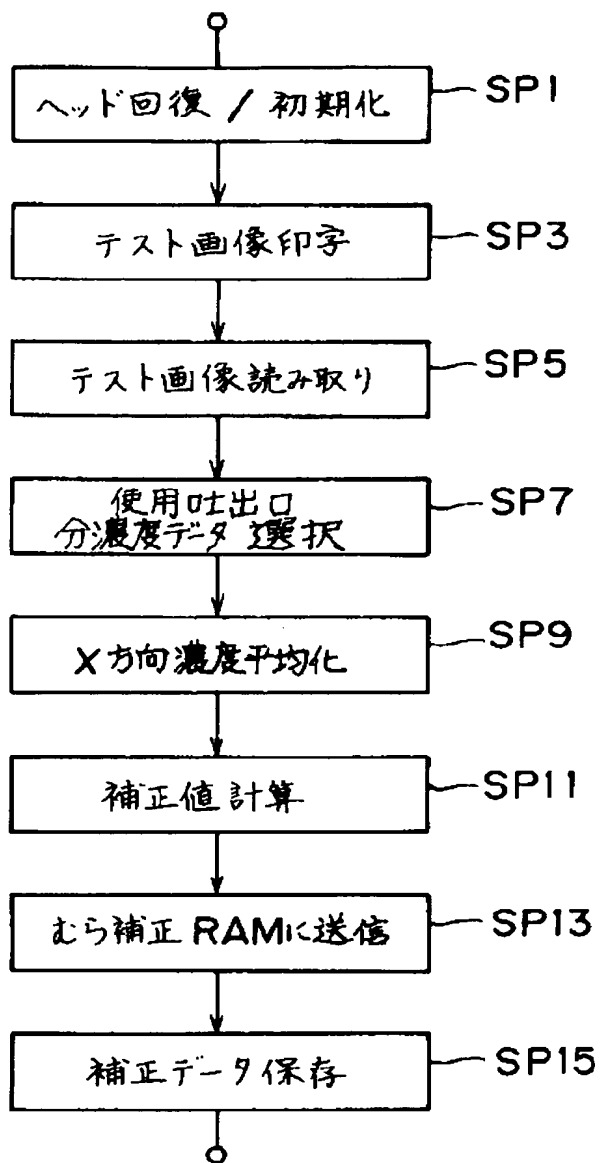 ヘッド回復 / 初期化 SP1
テスト画像印字 SP3
テスト画像読み取り SP5
使用吐出口
分濃度データ選択 SP7
X方向濃度平均化 SP9
補正値計算 SP11
むら補正RAMに送信 SP13
補正データ保存 SP15